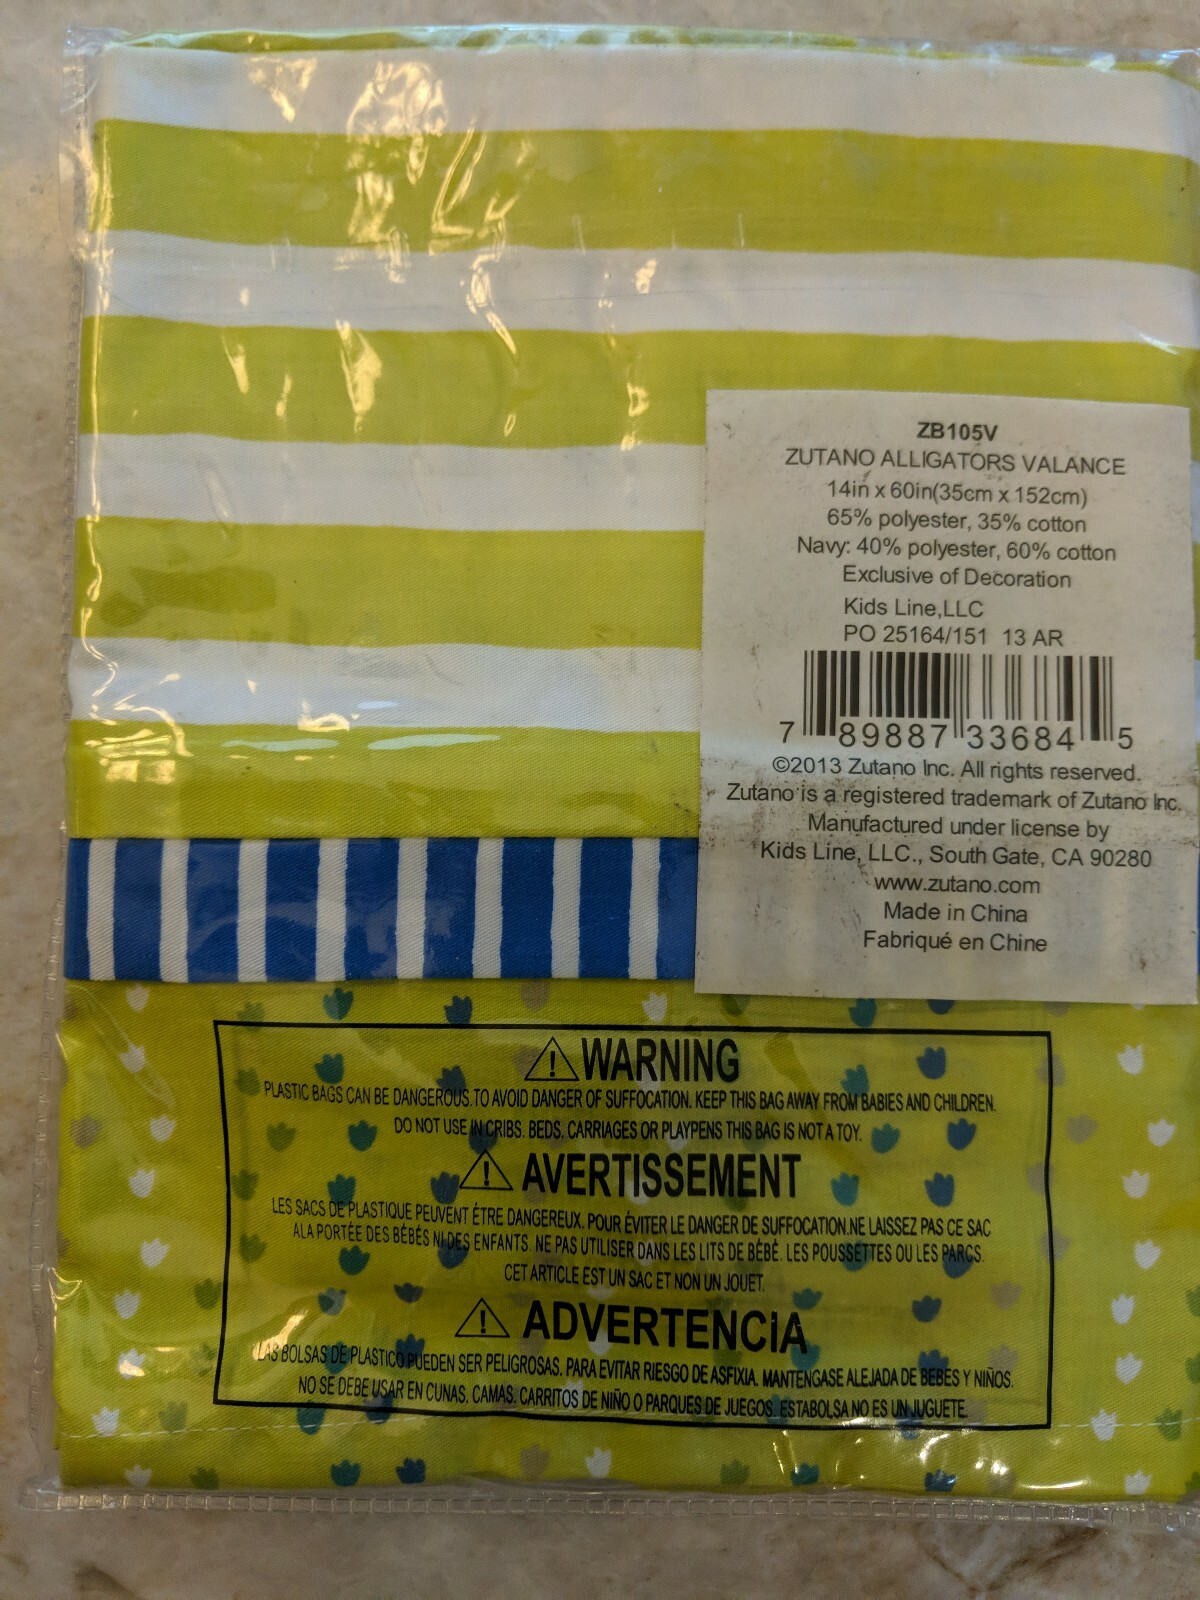 ZB105V
ZUTANO ALLIGATORS VALANCE
14in x 60in(35cm x 152cm)
65% polyester, 35% cotton
Navy: 40% polyester, 60% cotton
Exclusive of Decoration
Kids Line,LLC
PO 25164/151 13 AR
7 89887 33684 5
©2013 Zutano Inc. All rights reserved.
Zutano is a registered trademark of Zutano Inc.
Manufactured under license by
Kids Line, LLC., South Gate, CA 90280
www.zutano.com
Made in China
Fabriqué en Chine
⚠WARNING
PLASTIC BAGS CAN BE DANGEROUS.TO AVOID DANGER OF SUFFOCATION. KEEP THIS BAG AWAY FROM BABIES AND CHILDREN.
DO NOT USE IN CRIBS. BEDS. CARRIAGES OR PLAYPENS THIS BAG IS NOT A TOY.
⚠ AVERTISSEMENT
LES SACS DE PLASTIQUE PEUVENT ÊTRE DANGEREUX. POUR ÉVITER LE DANGER DE SUFFOCATION.NE LAISSEZ PAS CE SAC
ALA PORTÉE DES BÉBÉS NI DES ENFANTS. NE PAS UTILISER DANS LES LITS DE BÉBÉ. LES POUSSETTES OU LES PARCS.
CET ARTICLE EST UN SAC ET NON UN JOUET.
⚠ ADVERTENCIA
LAS BOLSAS DE PLASTICO PUEDEN SER PELIGROSAS. PARA EVITAR RIESGO DE ASFIXIA. MANTENGASE ALEJADA DE BEBES Y NIÑOS.
NO SE DEBE USAR EN CUNAS. CAMAS. CARRITOS DE NIÑO O PARQUES DE JUEGOS. ESTABOLSA NO ES UN JUGUETE.